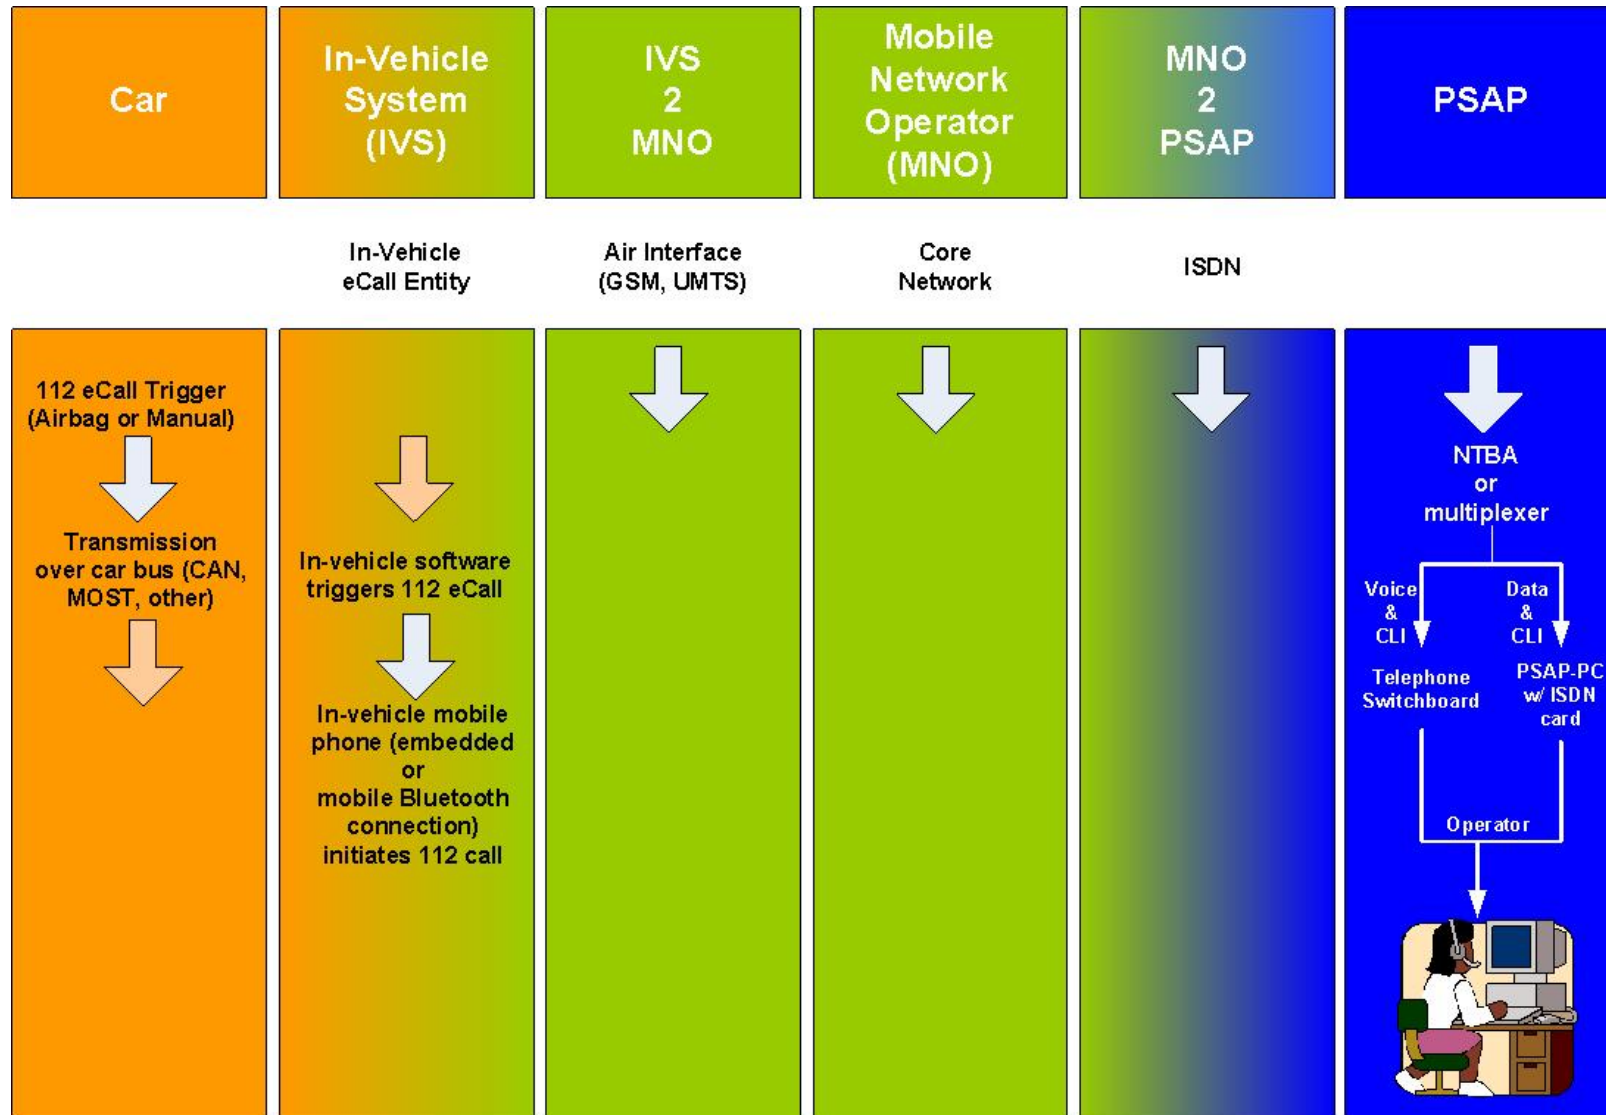 Car
In-Vehicle
System
(IVS)
IVS
2
MNO
Mobile
Network
Operator
(MNO)
MNO
2
PSAP
PSAP
In-Vehicle
eCall Entity
Air Interface
(GSM, UMTS)
Core
Network
ISDN
112 eCall Trigger
(Airbag or Manual)
Transmission
over car bus (CAN,
MOST, other)
In-vehicle software
triggers 112 eCall
In-vehicle mobile
phone (embedded
or
mobile Bluetooth
connection)
initiates 112 call
NTBA
or
multiplexer
Voice
&
CLI
Data
&
CLI
Telephone
Switchboard
PSAP-PC
w/ ISDN
card
Operator